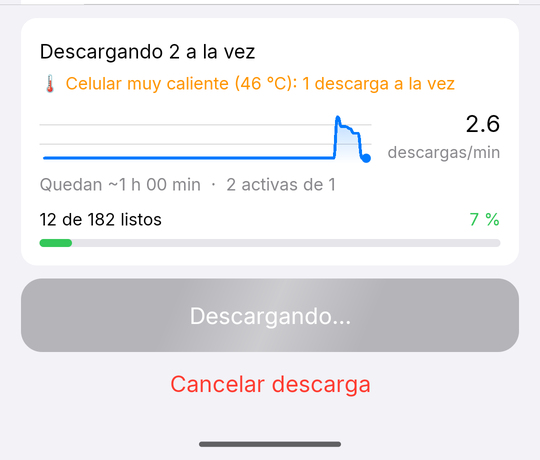 Descargando 2 a la vez
🌡️ Celular muy caliente (46 °C): 1 descarga a la vez
2.6
descargas/min
Quedan ~1 h 00 min · 2 activas de 1
12 de 182 listos
7 %
Descargando...
Cancelar descarga